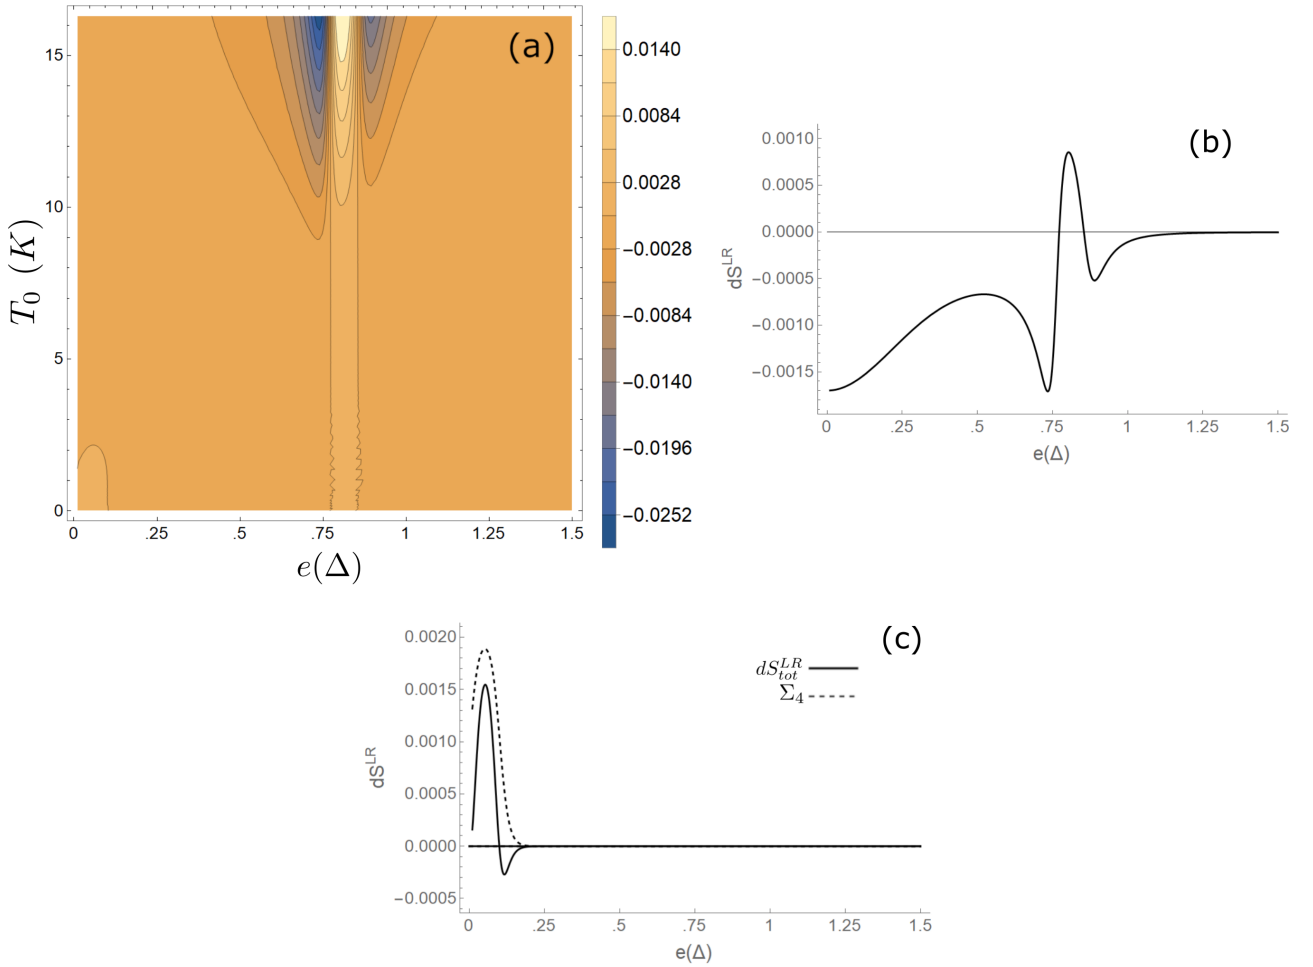 (a)
15
10
5
0
T₀ (K)
0 .25 .5 .75 1 1.25 1.5
e(Δ)
0.0140
0.0084
0.0028
−0.0028
−0.0084
−0.0140
−0.0196
−0.0252
(b)
0.0010
0.0005
0.0000
−0.0005
−0.0010
−0.0015
dS^LR
0 .25 .5 .75 1 1.25 1.5
e(Δ)
(c)
dS^LR_tot
Σ₄
0.0020
0.0015
0.0010
0.0005
0.0000
−0.0005
dS^LR
0 .25 .5 .75 1 1.25 1.5
e(Δ)